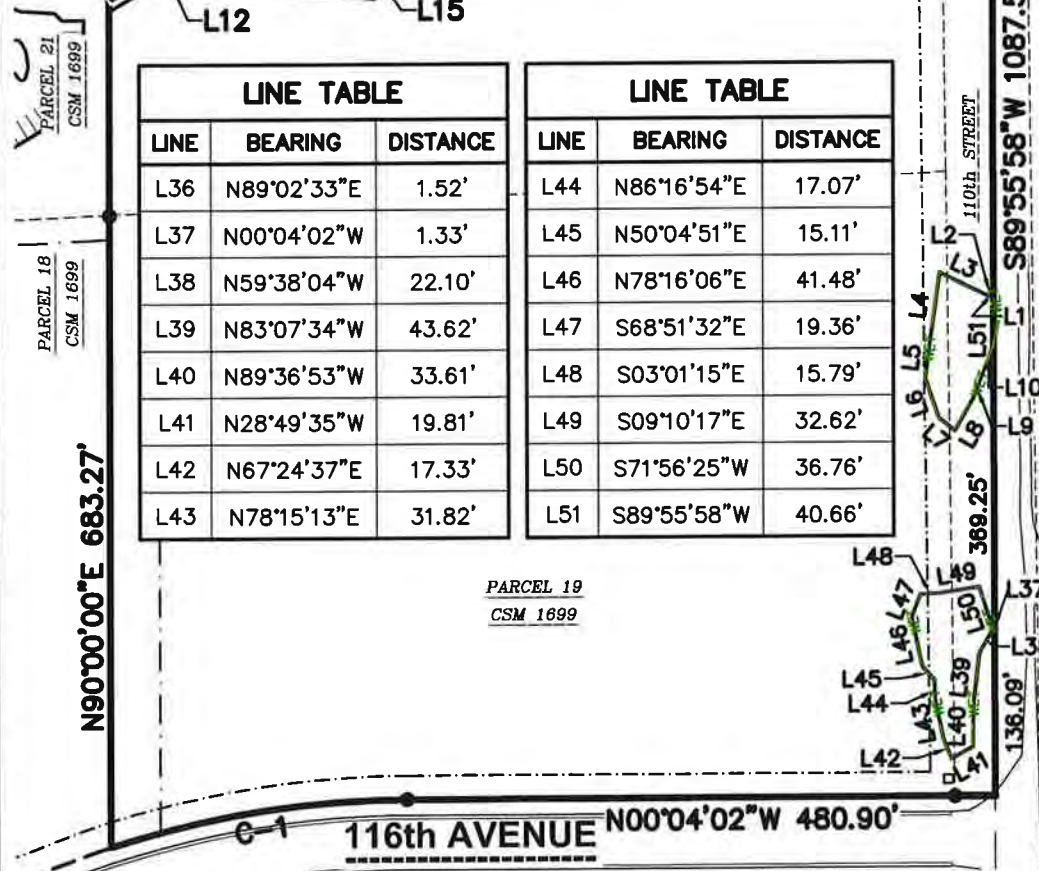 L12
L15
PARCEL 21
CSM 1699
PARCEL 18
CSM 1699
LINE TABLE
LINE BEARING DISTANCE
L36 N89°02'33"E 1.52'
L37 N00°04'02"W 1.33'
L38 N59°38'04"W 22.10'
L39 N83°07'34"W 43.62'
L40 N89°36'53"W 33.61'
L41 N28°49'35"W 19.81'
L42 N67°24'37"E 17.33'
L43 N78°15'13"E 31.82'
LINE TABLE
LINE BEARING DISTANCE
L44 N86°16'54"E 17.07'
L45 N50°04'51"E 15.11'
L46 N78°16'06"E 41.48'
L47 S68°51'32"E 19.36'
L48 S03°01'15"E 15.79'
L49 S09°10'17"E 32.62'
L50 S71°56'25"W 36.76'
L51 S89°55'58"W 40.66'
110th STREET
S89°55'58"W 1087.5
L2
L3
L4
L1
L51
L5
L10
L6
L7
L8
L9
369.25'
N90°00'00"E 683.27'
PARCEL 19
CSM 1699
L48
L49
L37
L47
L50
L46
L45
L39
L44
L43
L40
136.09'
L42
L41
C-1
116th AVENUE
N00°04'02"W 480.90'